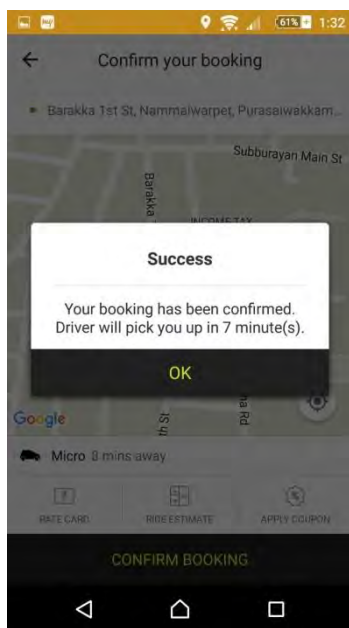 61% 1:32
Confirm your booking
Barakka 1st St, Nammalwarpet, Purasaiwakkam...
Subburayan Main St
Barakka
INCOME TAX
Success
Your booking has been confirmed.
Driver will pick you up in 7 minute(s).
OK
Google
th St
na Rd
Micro 8 mins away
RATE CARD RIDE ESTIMATE APPLY COUPON
CONFIRM BOOKING